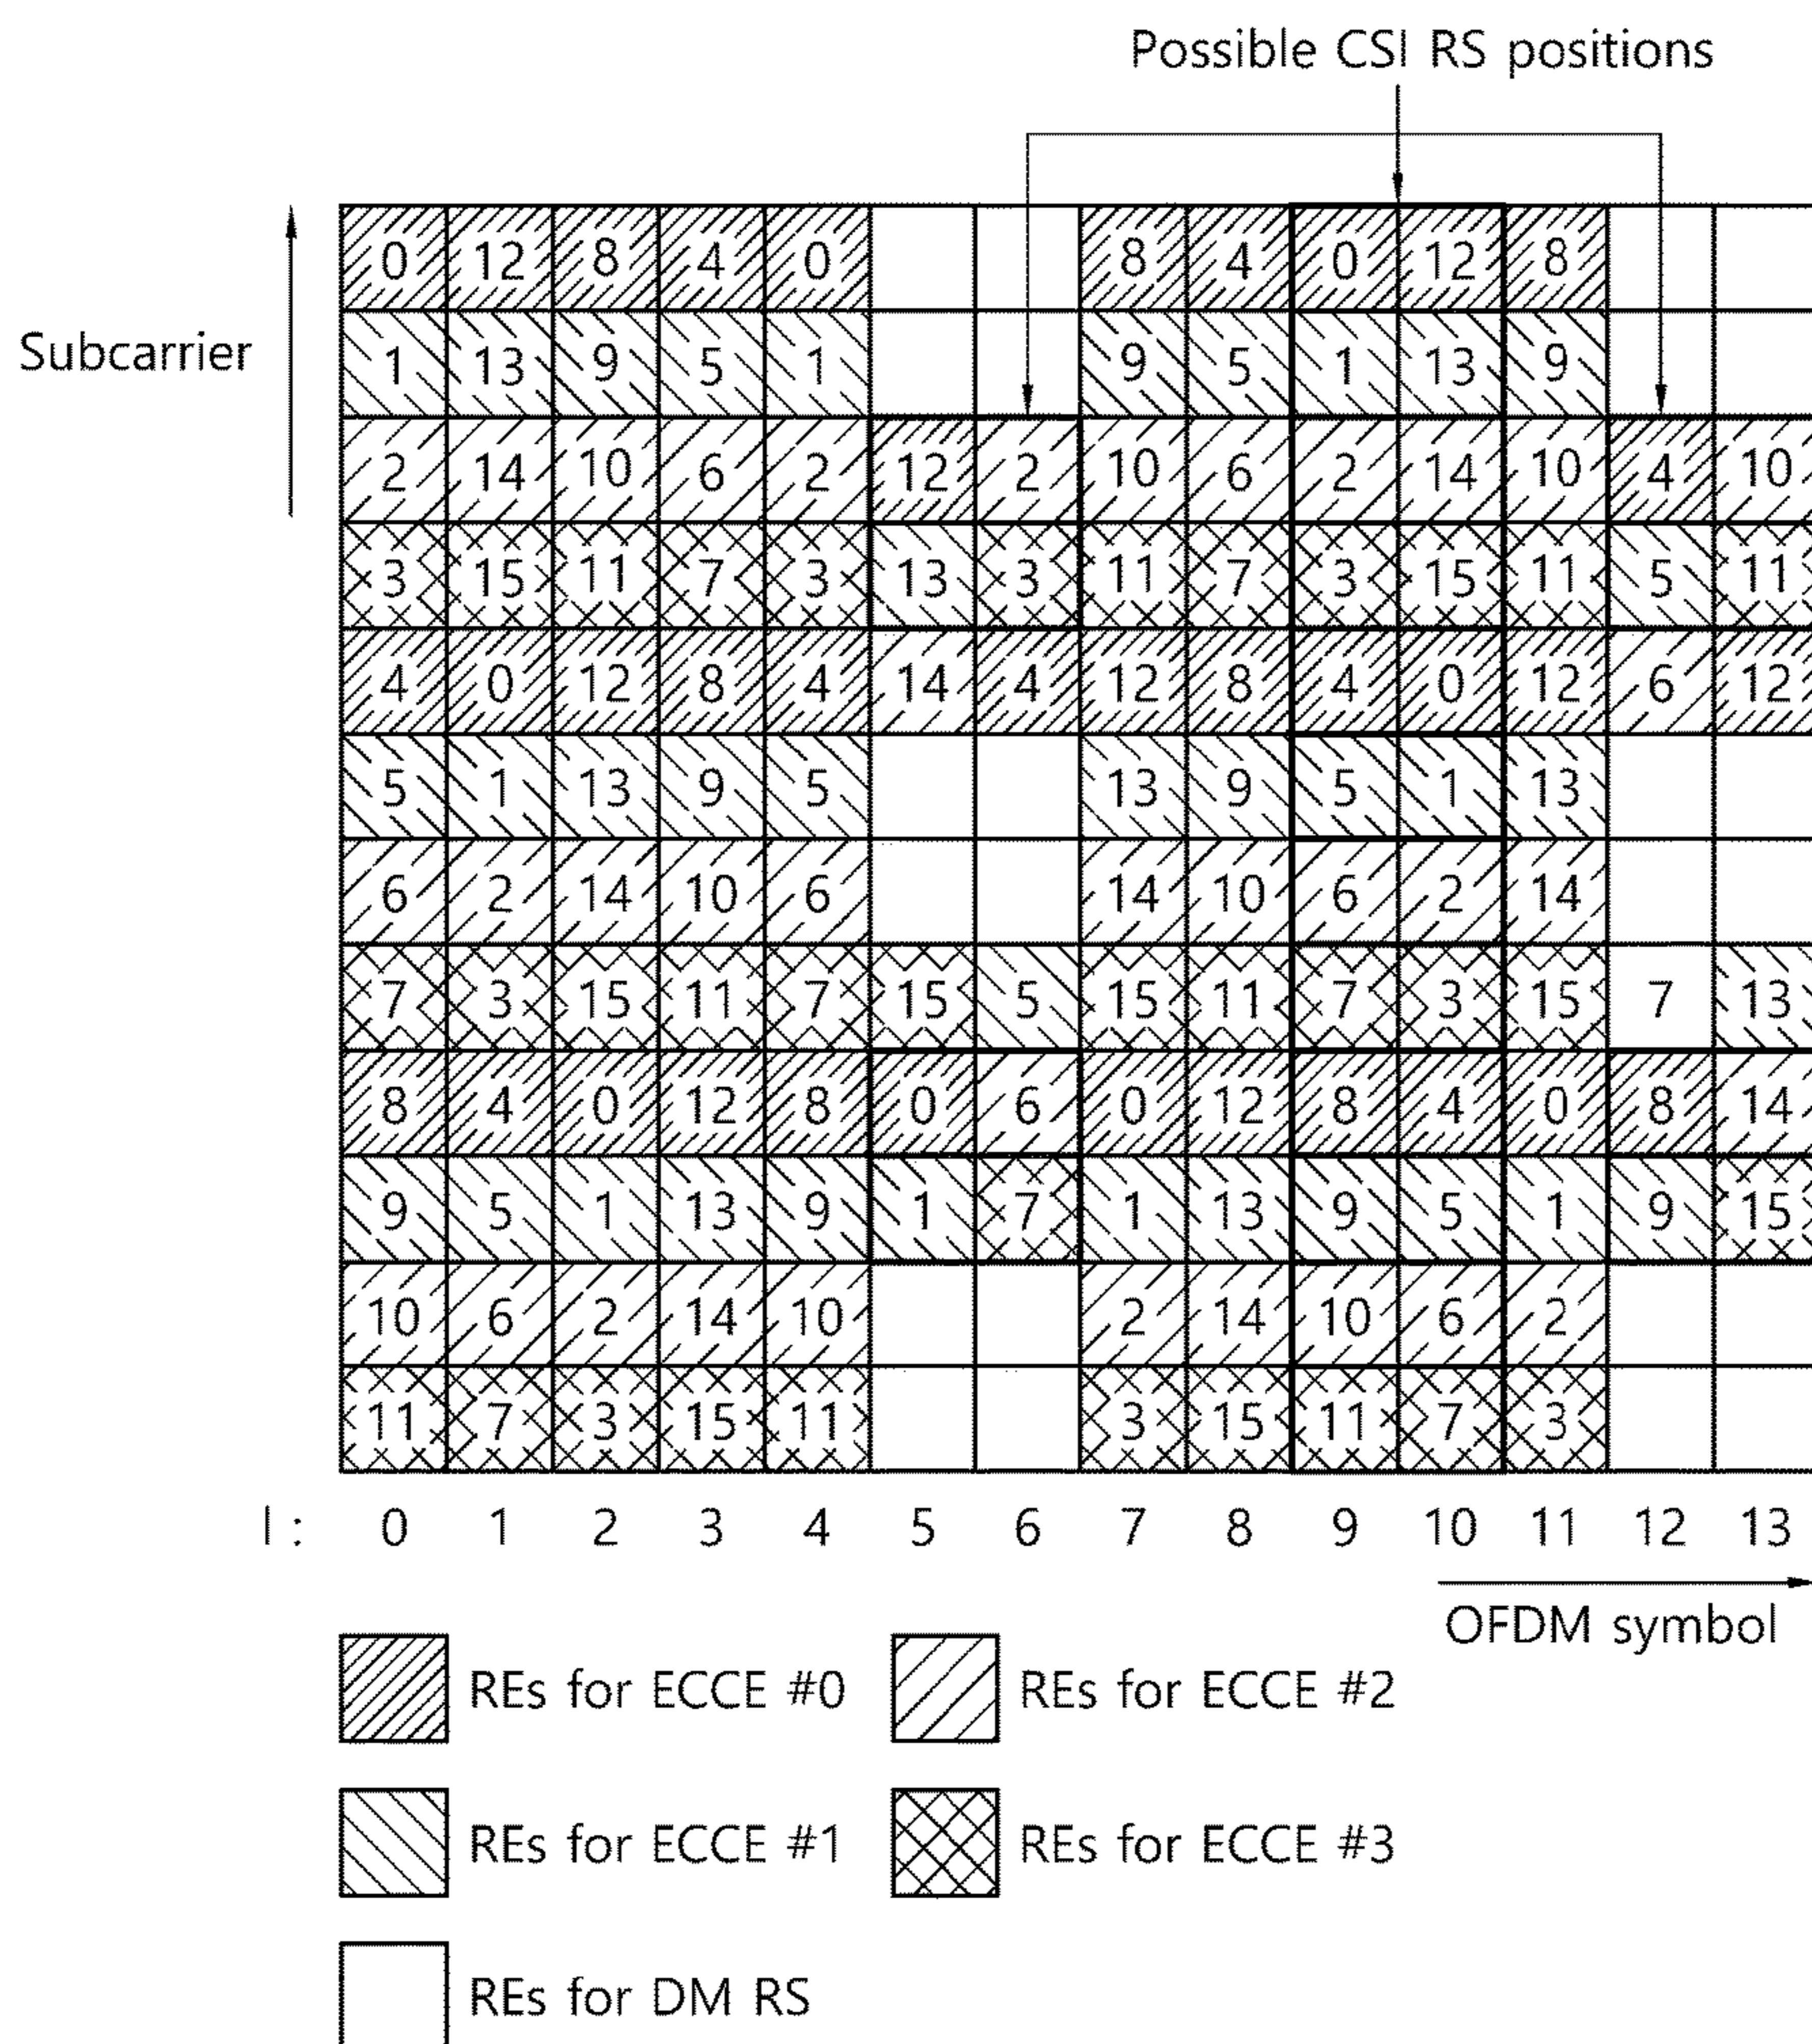 Possible CSI RS positions
0 12 8 4 0 8 4 0 12 8
Subcarrier
1 13 9 5 1 9 5 1 13 9
2 14 10 6 2 12 2 10 6 2 14 10 4 10
3 15 11 7 3 13 3 11 7 3 15 11 5 11
4 0 12 8 4 14 4 12 8 4 0 12 6 12
5 1 13 9 5 13 9 5 1 13
6 2 14 10 6 14 10 6 2 14
7 3 15 11 7 15 5 15 11 7 3 15 7 13
8 4 0 12 8 0 6 0 12 8 4 0 8 14
9 5 1 13 9 1 7 1 13 9 5 1 9 15
10 6 2 14 10 2 14 10 6 2
11 7 3 15 11 3 15 11 7 3
l : 0 1 2 3 4 5 6 7 8 9 10 11 12 13
OFDM symbol
REs for ECCE #0
REs for ECCE #2
REs for ECCE #1
REs for ECCE #3
REs for DM RS